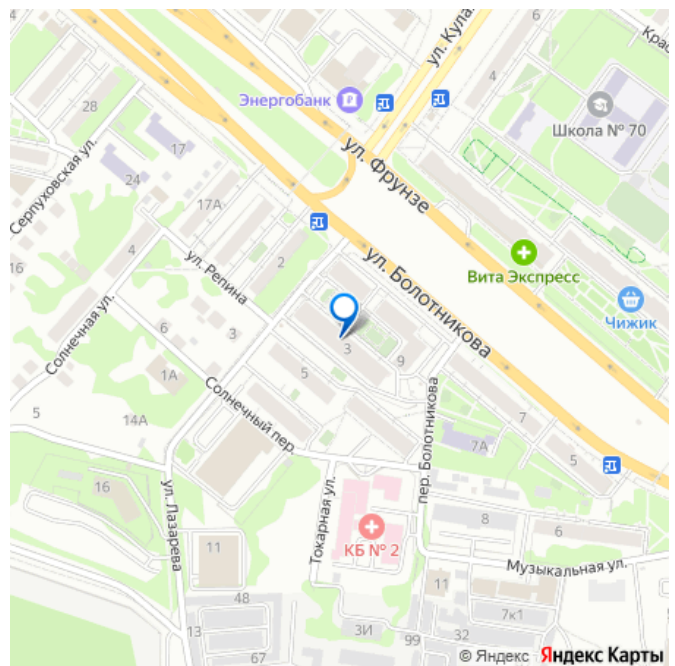 6
ул. Кула
Крас
4
Энергобанк
Школа № 70
28
17
Серпуховская ул.
24
ул. Фрунзе
17А
4
2
16
ул. Репина
ул. Болотникова
Вита Экспресс
Чижик
Солнечная ул.
6
3
3
9
1А
5
5
14А
Солнечный пер.
пер. Болотникова
7
7А
5
16
ул. Лазарева
Токарная ул.
КБ № 2
8
6
11
Музыкальная ул.
11
48
7к1
13
3И
99
32
67
© Яндекс Яндекс Карты